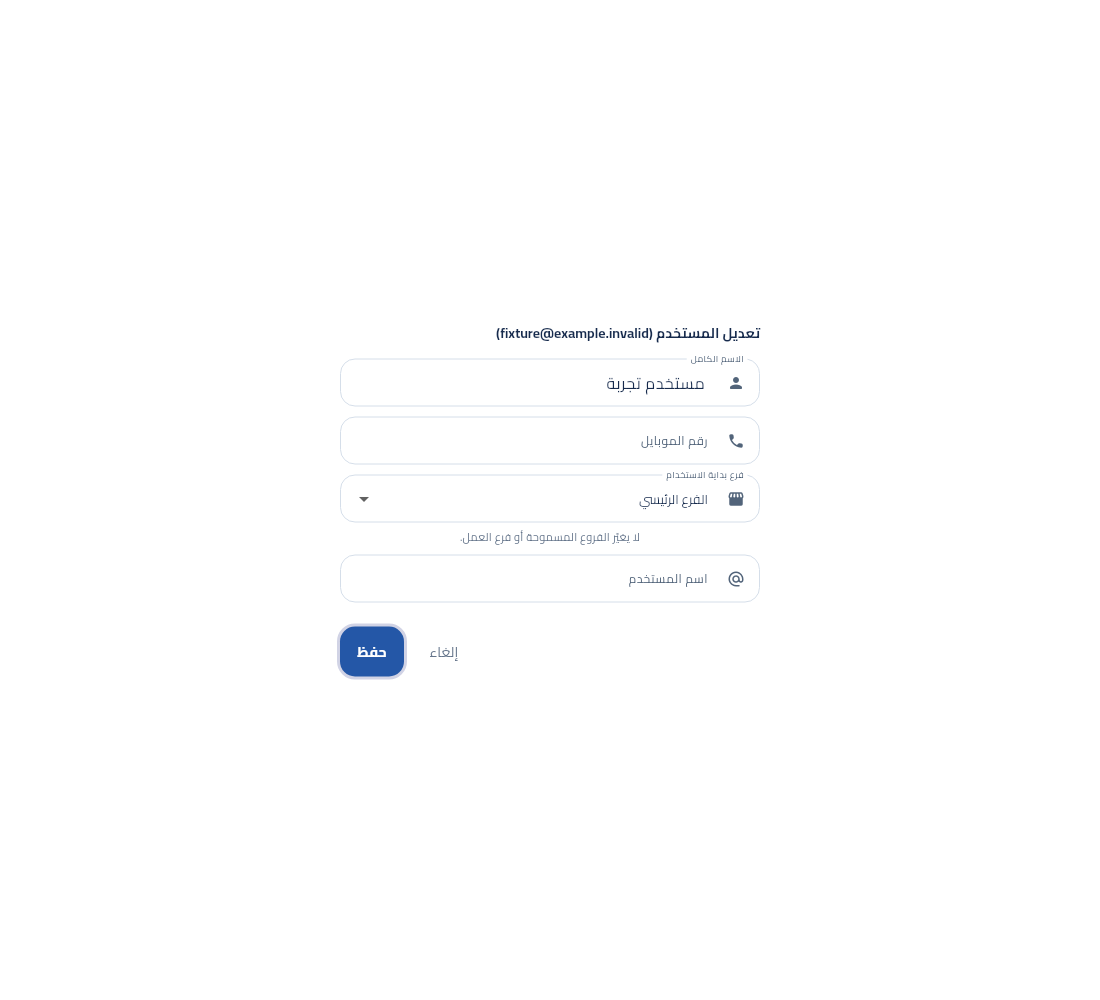 تعديل المستخدم (fixture@example.invalid)
الاسم الكامل
مستخدم تجربة
رقم الموبايل
فرع بداية الاستخدام
الفرع الرئيسي
لا يغيّر الفروع المسموحة أو فرع العمل.
اسم المستخدم
إلغاء
حفظ